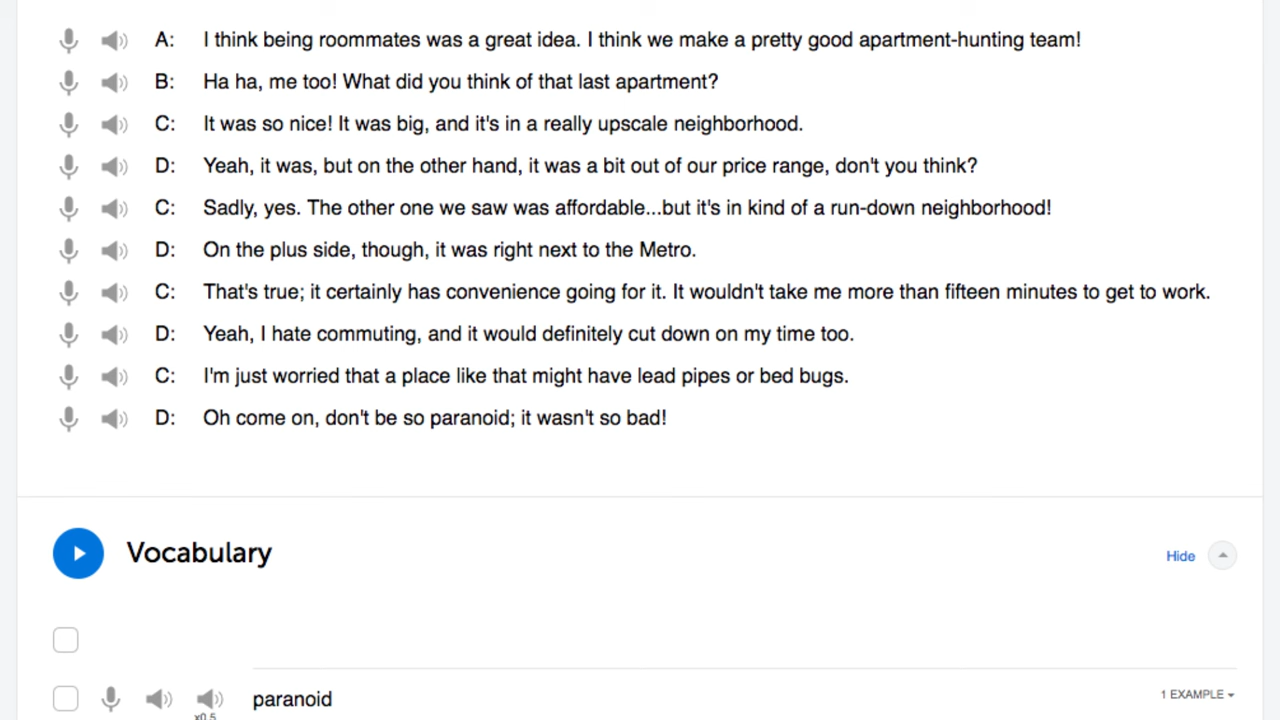 A: I think being roommates was a great idea. I think we make a pretty good apartment-hunting team!
B: Ha ha, me too! What did you think of that last apartment?
C: It was so nice! It was big, and it's in a really upscale neighborhood.
D: Yeah, it was, but on the other hand, it was a bit out of our price range, don't you think?
C: Sadly, yes. The other one we saw was affordable...but it's in kind of a run-down neighborhood!
D: On the plus side, though, it was right next to the Metro.
C: That's true; it certainly has convenience going for it. It wouldn't take me more than fifteen minutes to get to work.
D: Yeah, I hate commuting, and it would definitely cut down on my time too.
C: I'm just worried that a place like that might have lead pipes or bed bugs.
D: Oh come on, don't be so paranoid; it wasn't so bad!
Vocabulary
Hide
paranoid
1 EXAMPLE
x0.5